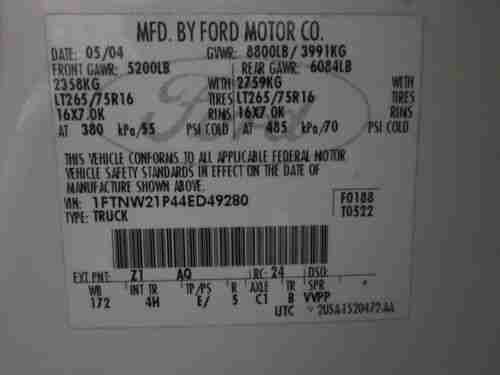 MFD. BY FORD MOTOR CO.
DATE: 05/04 GVWR: 8800LB/ 3991KG
FRONT GAWR: 5200LB REAR GAWR: 6084LB
2358KG WITH 2759KG WITH
LT265/75R16 TIRES LT265/75R16 TIRES
16X7.0K RIMS 16X7.0K RIMS
AT 380 kPa/55 PSI COLD AT 485 kPa/70 PSI COLD
Ford
THIS VEHICLE CONFORMS TO ALL APPLICABLE FEDERAL MOTOR
VEHICLE SAFETY STANDARDS IN EFFECT ON THE DATE OF
MANUFACTURE SHOWN ABOVE.
VIN: 1FTNW21P44ED49280 F0188
TYPE: TRUCK T0522
EXT PNT: Z1 AQ RC: 24 DSO:
WB INT TR TP/PS R AXLE TR SPR
172 4H E/ 5 C1 B VVPP
UTC